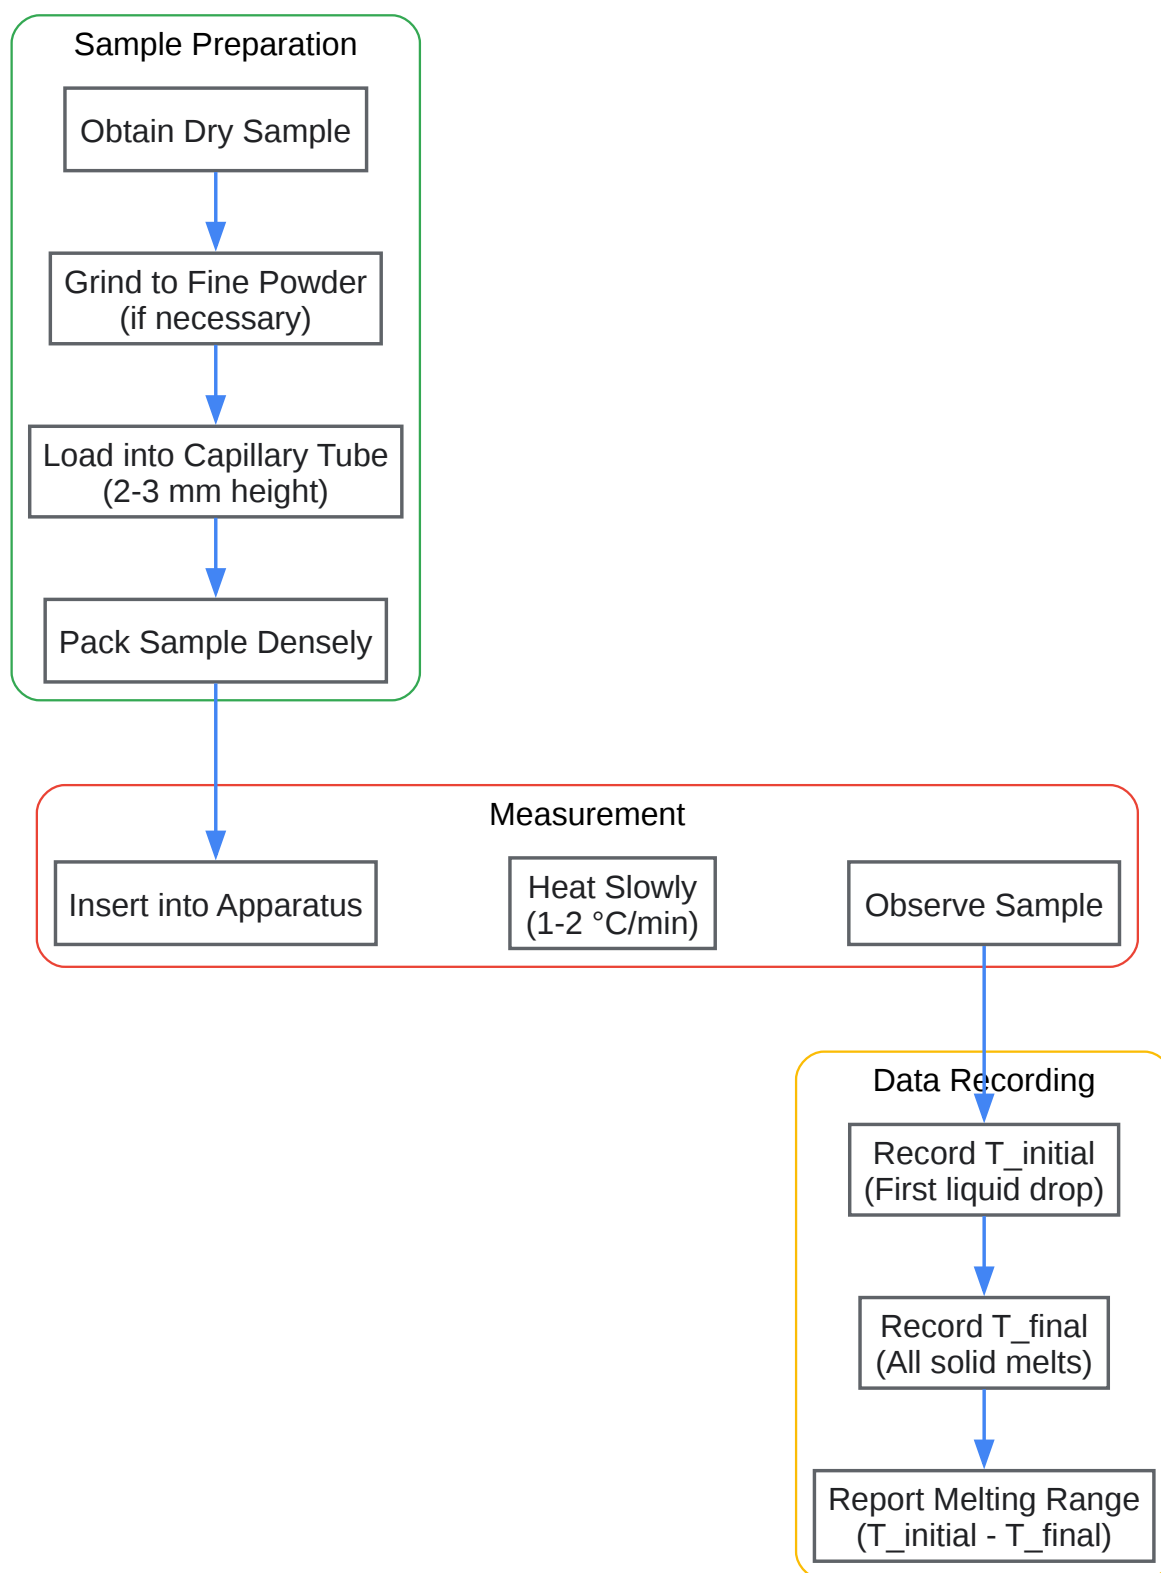 Sample Preparation
Obtain Dry Sample
Grind to Fine Powder
(if necessary)
Load into Capillary Tube
(2-3 mm height)
Pack Sample Densely
Measurement
Insert into Apparatus
Heat Slowly
(1-2 °C/min)
Observe Sample
Data Recording
Record T_initial
(First liquid drop)
Record T_final
(All solid melts)
Report Melting Range
(T_initial - T_final)